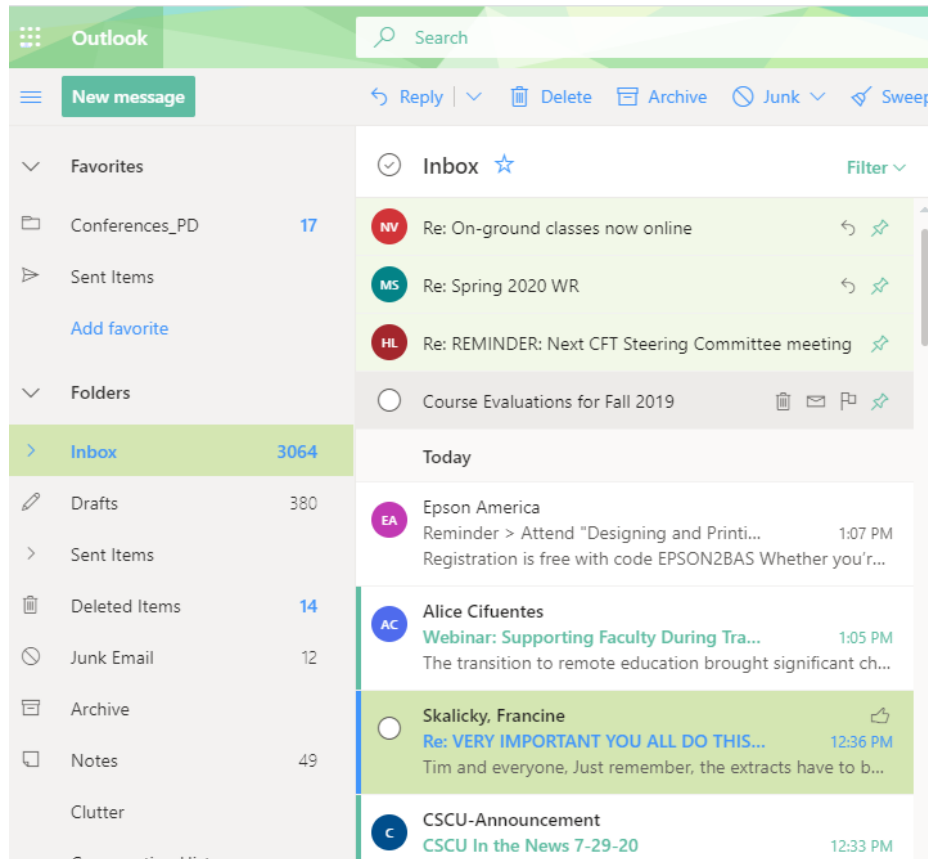 Outlook
Search
New message
Reply
Delete
Archive
Junk
Sweep
Favorites
Conferences_PD 17
Sent Items
Add favorite
Folders
Inbox 3064
Drafts 380
Sent Items
Deleted Items 14
Junk Email 12
Archive
Notes 49
Clutter
Inbox
Filter
NV
Re: On-ground classes now online
MS
Re: Spring 2020 WR
HL
Re: REMINDER: Next CFT Steering Committee meeting
Course Evaluations for Fall 2019
Today
EA
Epson America
Reminder > Attend "Designing and Printi... 1:07 PM
Registration is free with code EPSON2BAS Whether you'r...
AC
Alice Cifuentes
Webinar: Supporting Faculty During Tra... 1:05 PM
The transition to remote education brought significant ch...
Skalicky, Francine
Re: VERY IMPORTANT YOU ALL DO THIS... 12:36 PM
Tim and everyone, Just remember, the extracts have to b...
C
CSCU-Announcement
CSCU In the News 7-29-20 12:33 PM